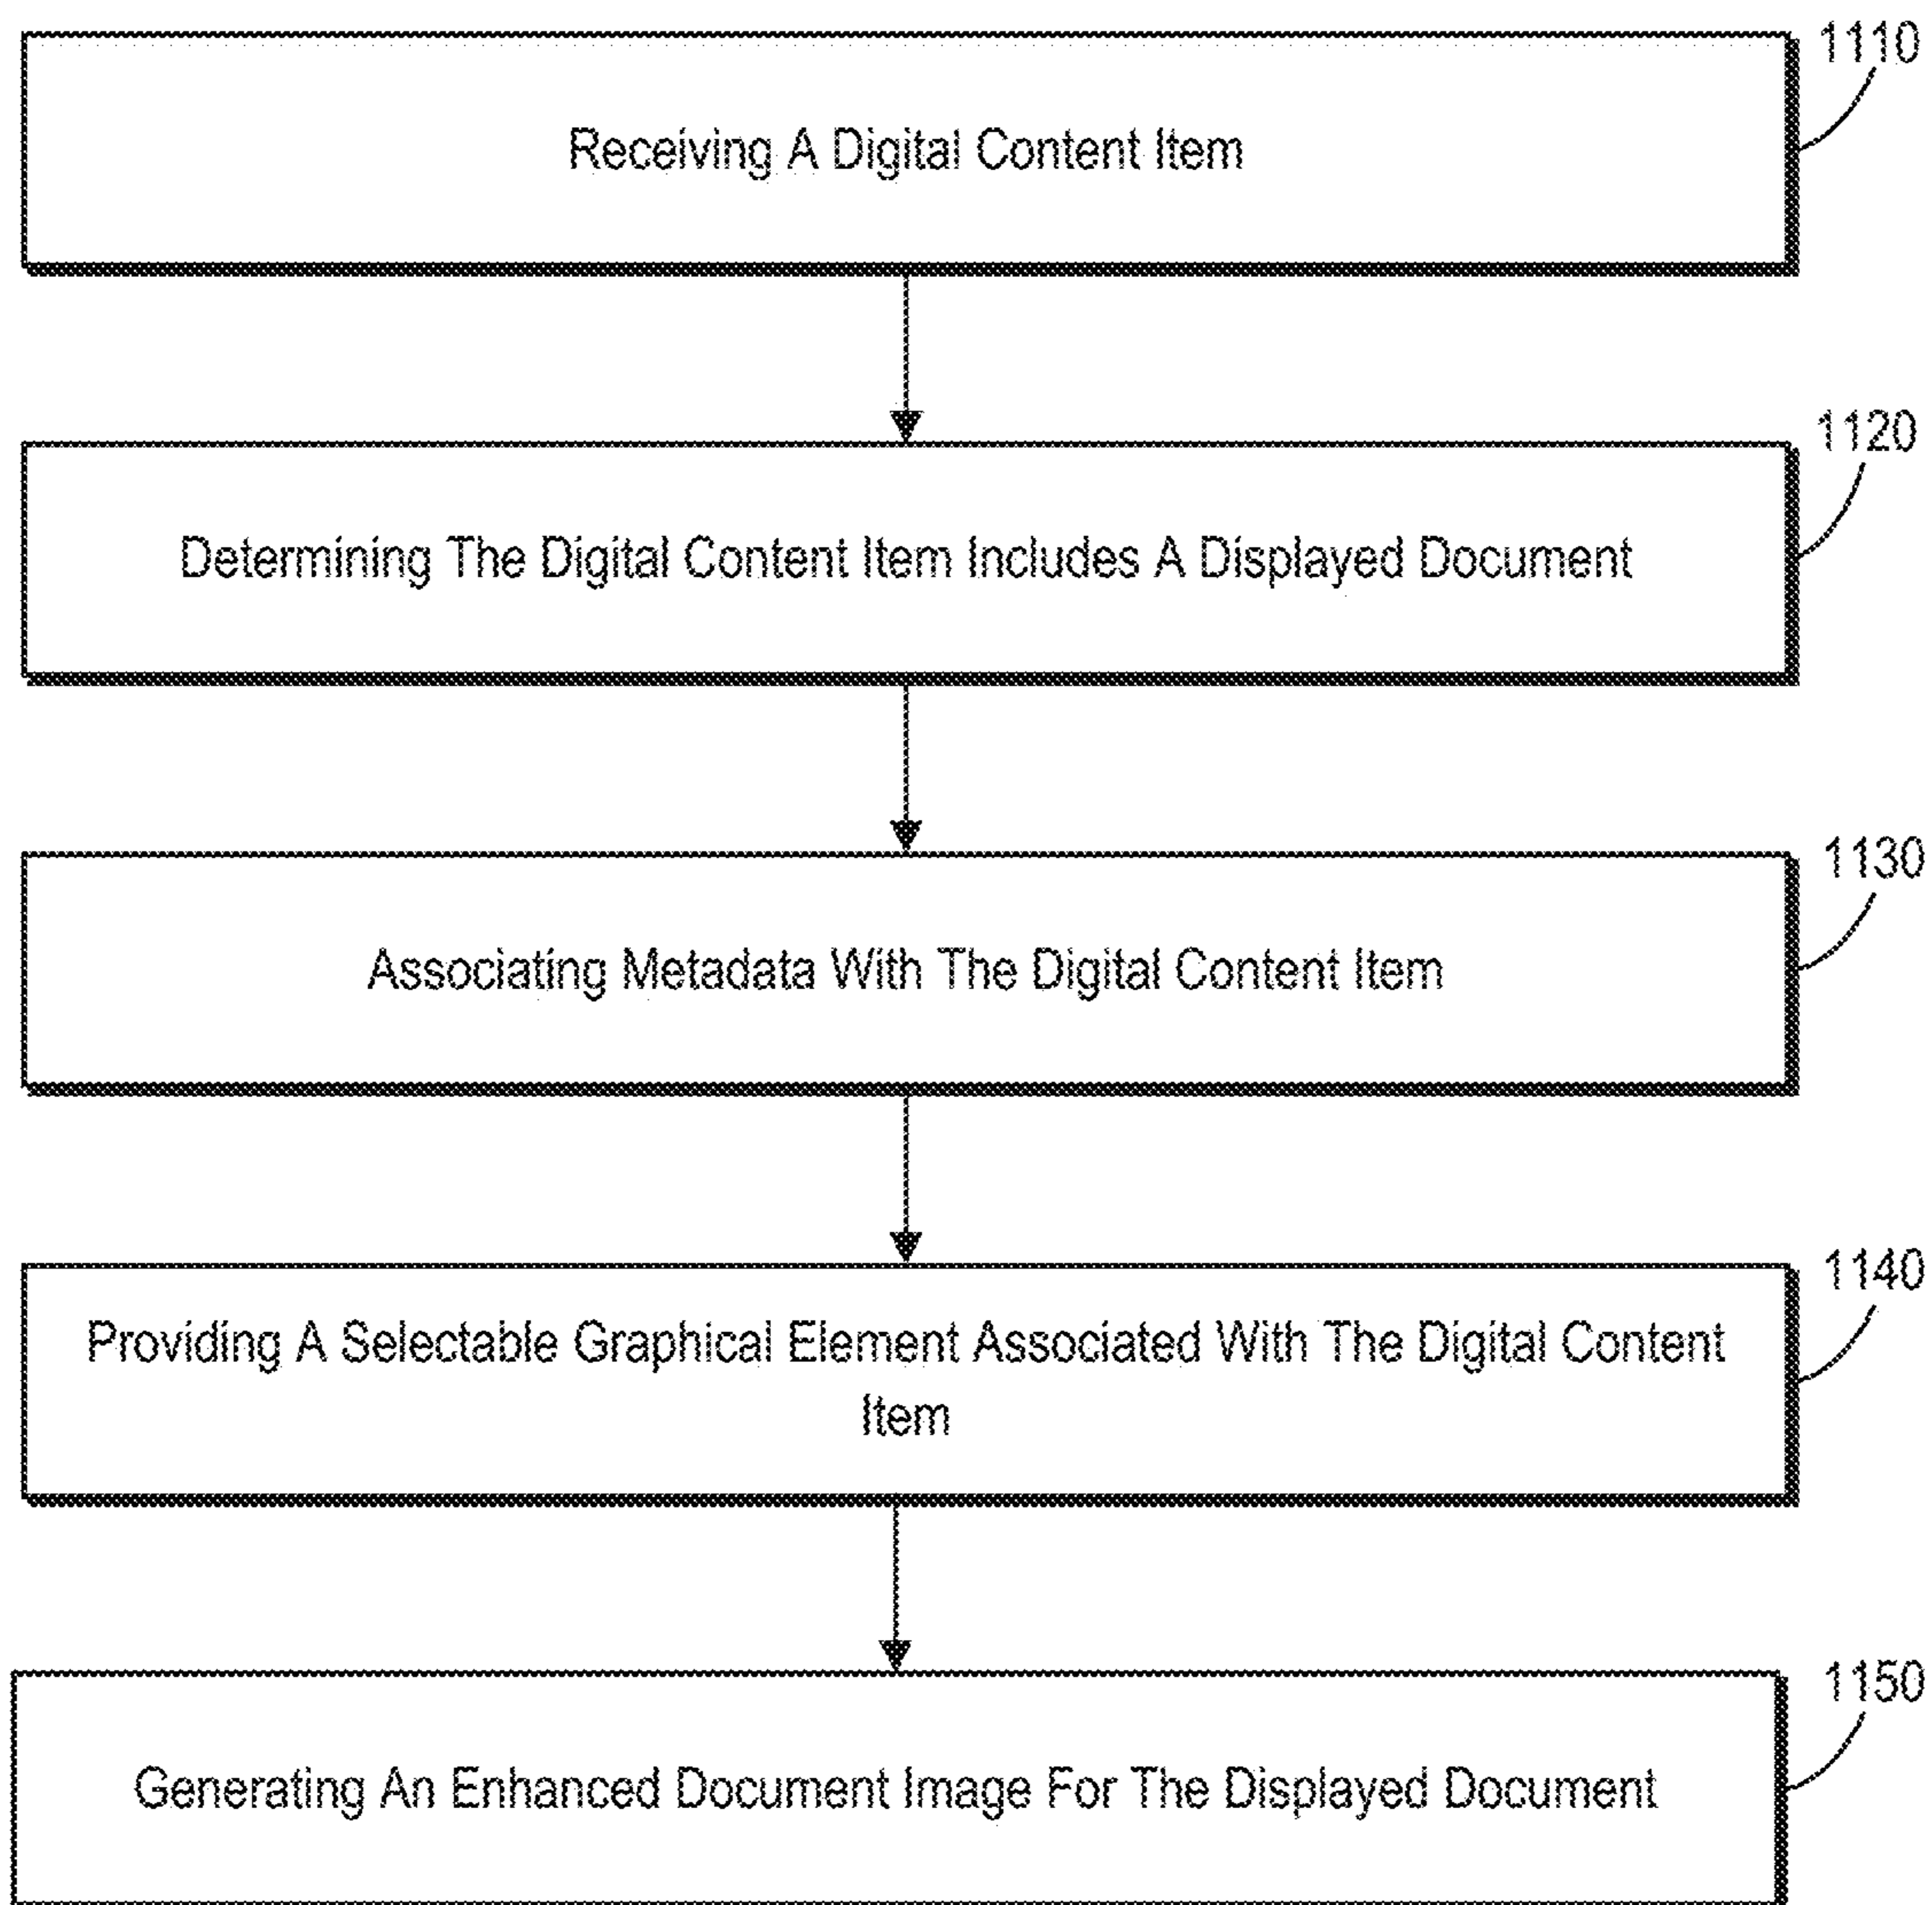 1110
Receiving A Digital Content Item
1120
Determining The Digital Content Item Includes A Displayed Document
1130
Associating Metadata With The Digital Content Item
1140
Providing A Selectable Graphical Element Associated With The Digital Content
Item
1150
Generating An Enhanced Document Image For The Displayed Document